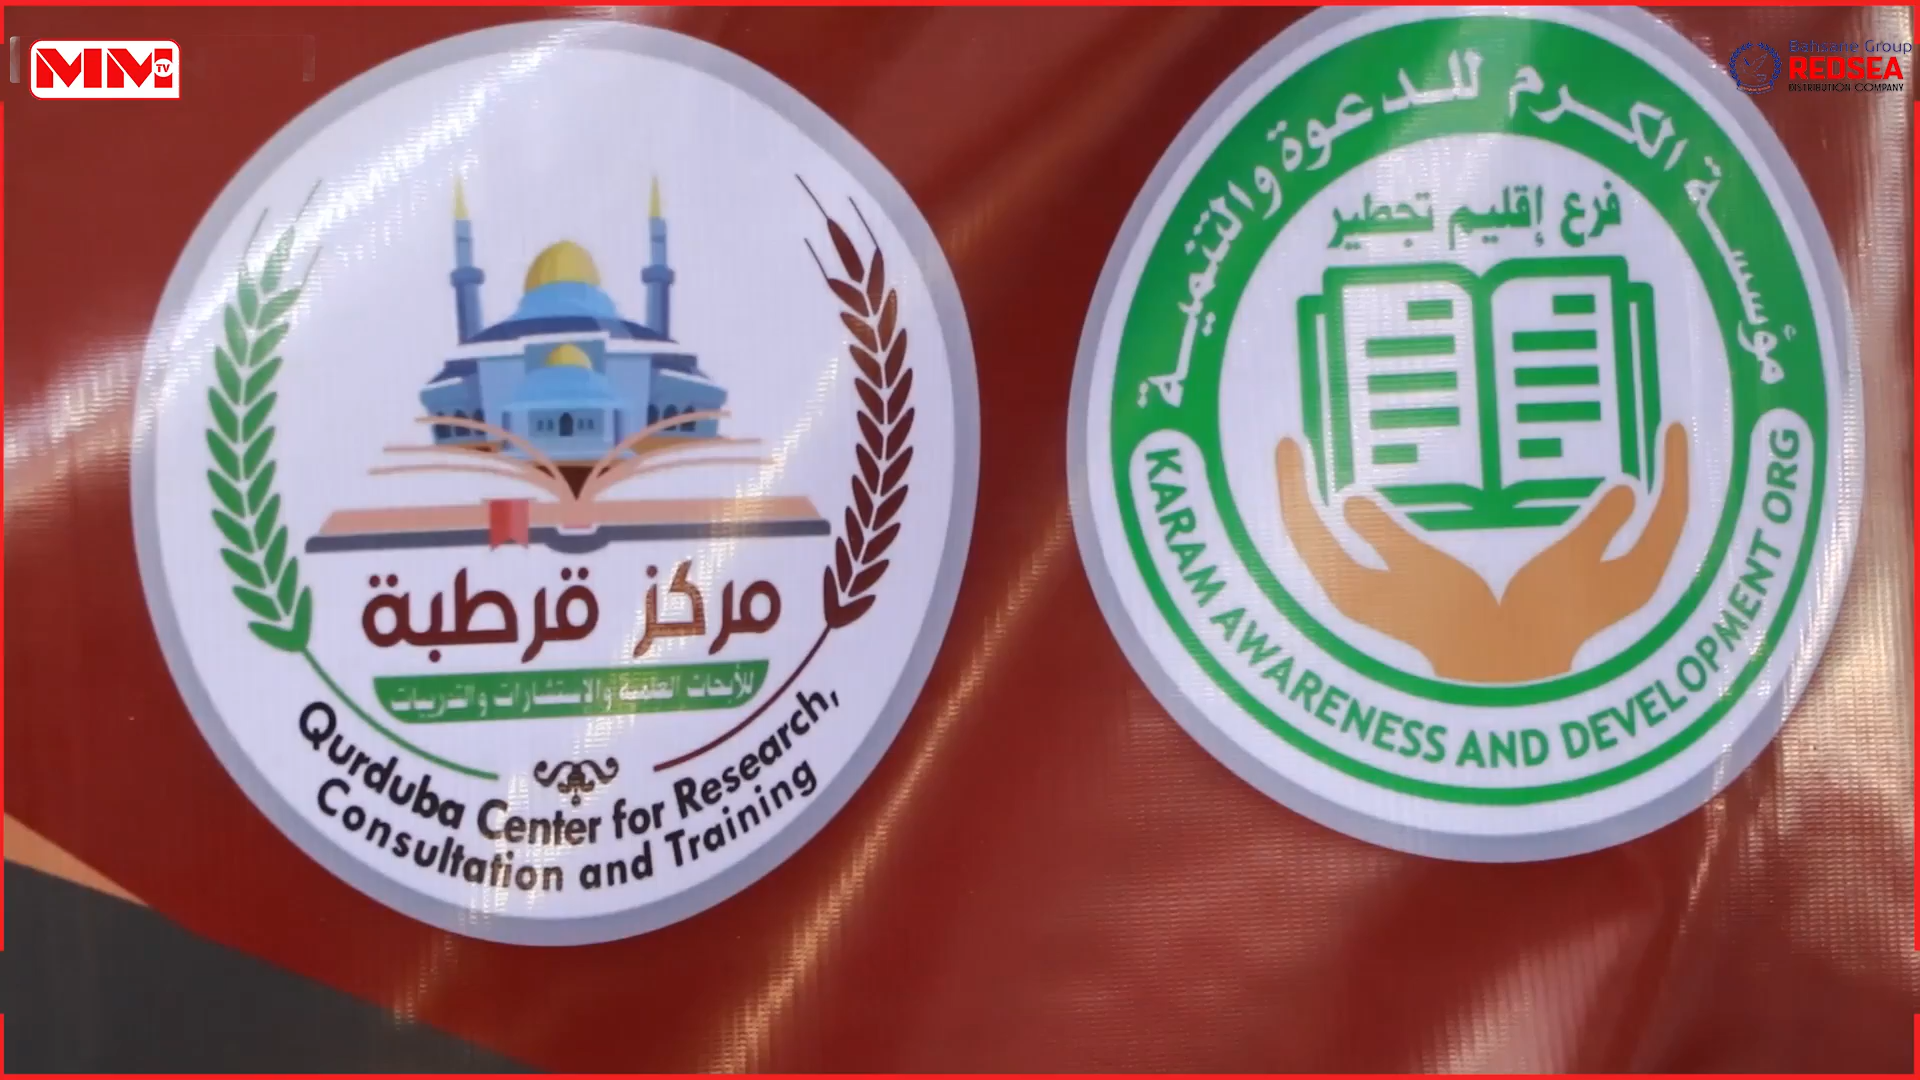 MM TV
Bahsane Group
REDSEA
DISTRIBUTION COMPANY
مركز قرطبة
للأبحاث العلمية والاستشارات و التدريبات
Qurduba Center for Research,
Consultation and Training
مؤسسة الكرم للدعوة والتنمية
فرع إقليم تجطير
KARAM AWARENESS AND DEVELOPMENT ORG